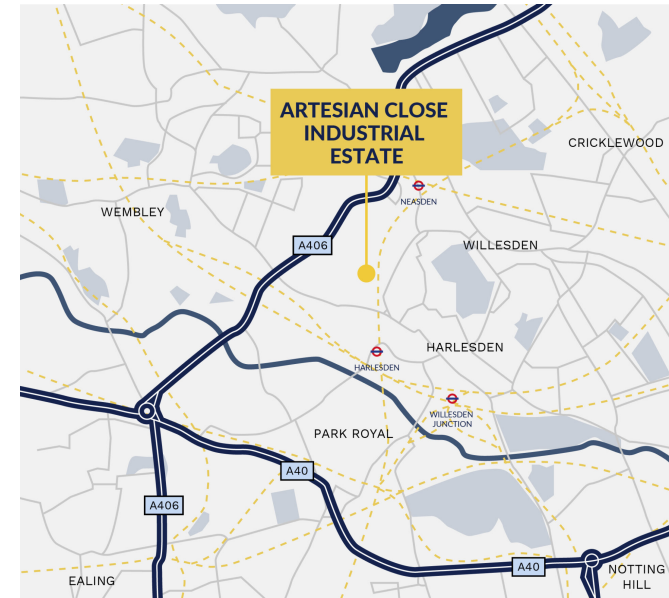 ARTESIAN CLOSE
INDUSTRIAL
ESTATE
CRICKLEWOOD
NEASDEN
WEMBLEY
A406
WILLESDEN
HARLESDEN
HARLESDEN
WILLESDEN
JUNCTION
PARK ROYAL
A40
A406
A40
NOTTING
HILL
EALING